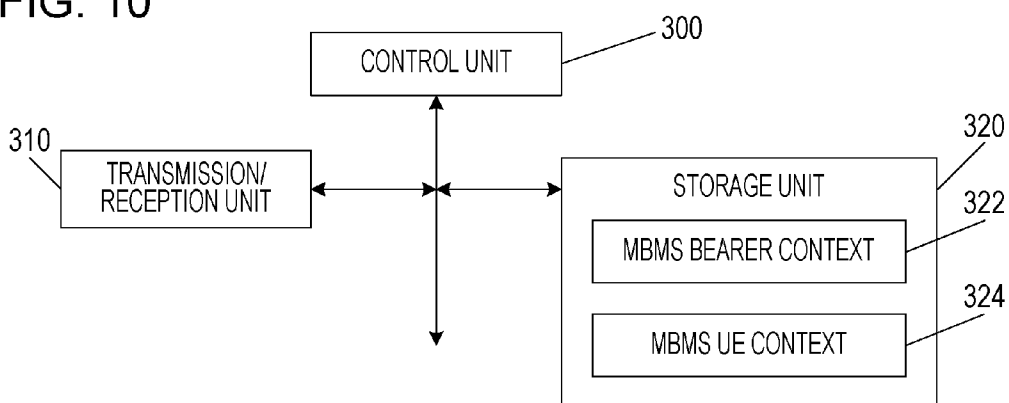 FIG. 10
300
CONTROL UNIT
310
320
TRANSMISSION/
RECEPTION UNIT
STORAGE UNIT
322
MBMS BEARER CONTEXT
324
MBMS UE CONTEXT